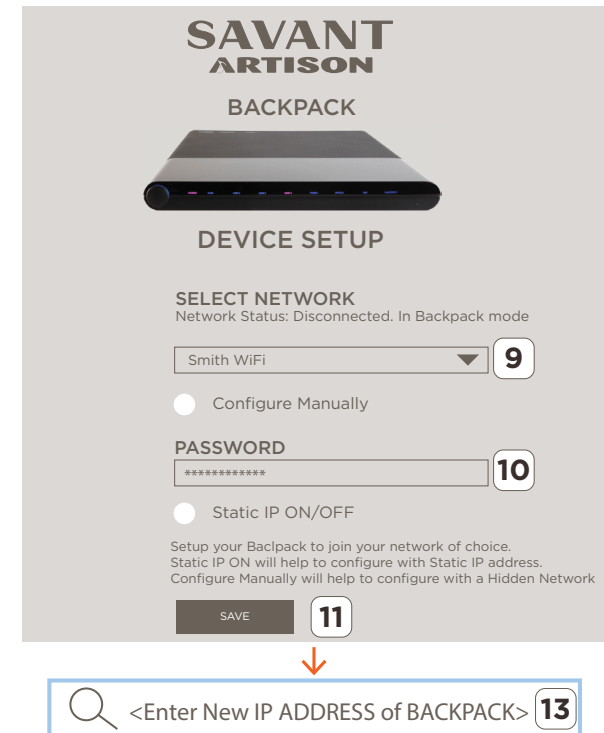 SAVANT
ARTISON
BACKPACK
DEVICE SETUP
SELECT NETWORK
Network Status: Disconnected. In Backpack mode
Smith WiFi 9
Configure Manually
PASSWORD
************ 10
Static IP ON/OFF
Setup your Baclpack to join your network of choice.
Static IP ON will help to configure with Static IP address.
Configure Manually will help to configure with a Hidden Network
SAVE 11
<Enter New IP ADDRESS of BACKPACK> 13